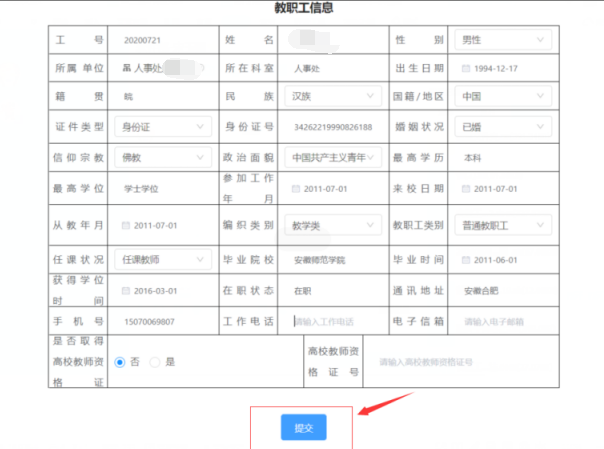 教职工信息
工 号 20200721 姓 名 性 别 男性
所属 单位 人事处 所在科室 人事处 出生日期 1994-12-17
籍 贯 皖 民 族 汉族 国籍/地区 中国
证件类型 身份证 身份证号 34262219990826188 婚姻状况 已婚
信仰宗教 佛教 政治面貌 中国共产主义青年 最高学历 本科
最高学位 学士学位 参加工作年 月 2011-07-01 来校日期 2011-07-01
从教年月 2011-07-01 编织类别 教学类 教职工类别 普通教职工
任课状况 任课教师 毕业院校 安徽师范学院 毕业时间 2011-06-01
获得学位时 间 2016-03-01 在职状态 在职 通讯地址 安徽合肥
手 机 号 15070069807 工作电话 请输入工作电话 电子信箱 请输入电子邮箱
是否取得高校教师资格 证 否 是 高校教师资格 证 号 请输入高校教师资格证号
提交